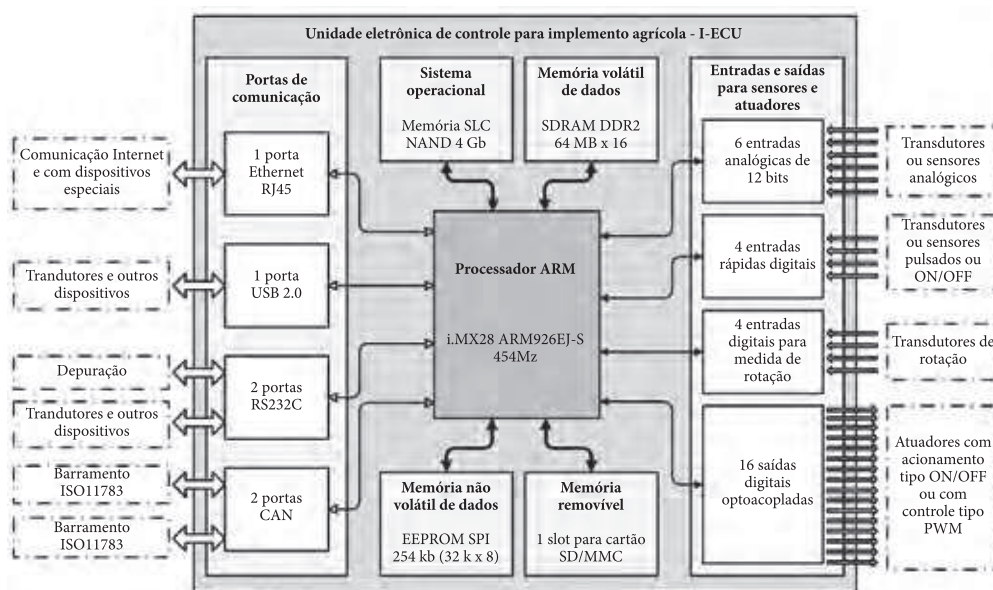 Unidade eletrônica de controle para implemento agrícola - I-ECU
Portas de
comunicação
Sistema
operacional
Memória SLC
NAND 4 Gb
Memória volátil
de dados
SDRAM DDR2
64 MB x 16
Entradas e saídas
para sensores e
atuadores
Comunicação Internet
e com dispositivos
especiais
1 porta
Ethernet
RJ45
6 entradas
analógicas de
12 bits
Transdutores
ou sensores
analógicos
Trandutores e outros
dispositivos
1 porta
USB 2.0
Processador ARM
i.MX28 ARM926EJ-S
454Mz
4 entradas
rápidas digitais
Transdutores
ou sensores
pulsados ou
ON/OFF
Depuração
Trandutores e outros
dispositivos
2 portas
RS232C
4 entradas
digitais para
medida de
rotação
Transdutores de
rotação
Barramento
ISO11783
Barramento
ISO11783
2 portas
CAN
Memória não
volátil de dados
EEPROM SPI
254 kb (32 k x 8)
Memória
removível
1 slot para cartão
SD/MMC
16 saídas
digitais
optoacopladas
Atuadores com
acionamento
tipo ON/OFF
ou com
controle tipo
PWM